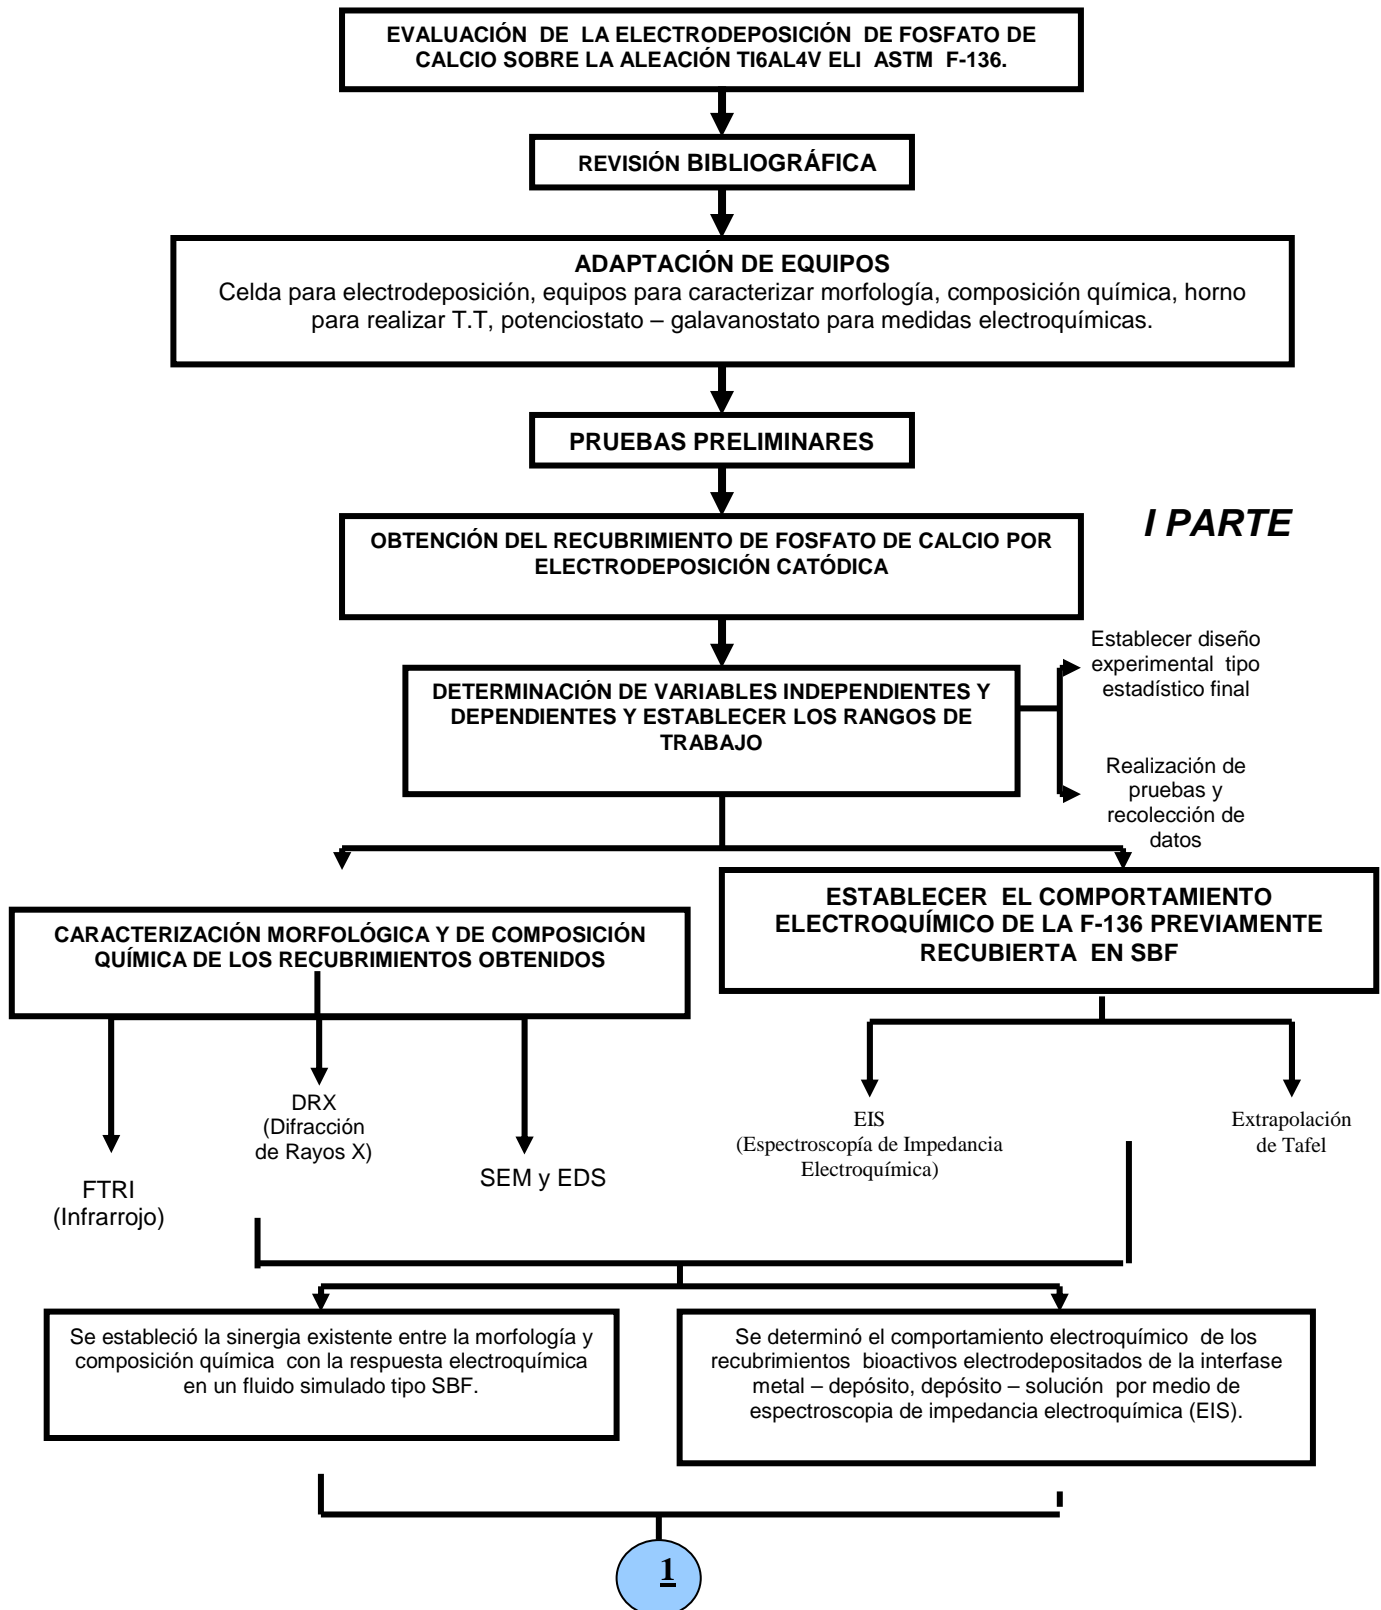 EVALUACIÓN DE LA ELECTRODEPOSICIÓN DE FOSFATO DE
CALCIO SOBRE LA ALEACIÓN TI6AL4V ELI ASTM F-136.
REVISIÓN BIBLIOGRÁFICA
ADAPTACIÓN DE EQUIPOS
Celda para electrodeposición, equipos para caracterizar morfología, composición química, horno
para realizar T.T, potenciostato – galavanostato para medidas electroquímicas.
PRUEBAS PRELIMINARES
I PARTE
OBTENCIÓN DEL RECUBRIMIENTO DE FOSFATO DE CALCIO POR
ELECTRODEPOSICIÓN CATÓDICA
DETERMINACIÓN DE VARIABLES INDEPENDIENTES Y
DEPENDIENTES Y ESTABLECER LOS RANGOS DE
TRABAJO
Establecer diseño
experimental tipo
estadístico final
Realización de
pruebas y
recolección de
datos
CARACTERIZACIÓN MORFOLÓGICA Y DE COMPOSICIÓN
QUÍMICA DE LOS RECUBRIMIENTOS OBTENIDOS
ESTABLECER EL COMPORTAMIENTO
ELECTROQUÍMICO DE LA F-136 PREVIAMENTE
RECUBIERTA EN SBF
FTRI
(Infrarrojo)
DRX
(Difracción
de Rayos X)
SEM y EDS
EIS
(Espectroscopía de Impedancia
Electroquímica)
Extrapolación
de Tafel
Se estableció la sinergia existente entre la morfología y
composición química con la respuesta electroquímica
en un fluido simulado tipo SBF.
Se determinó el comportamiento electroquímico de los
recubrimientos bioactivos electrodepositados de la interfase
metal – depósito, depósito – solución por medio de
espectroscopia de impedancia electroquímica (EIS).
1